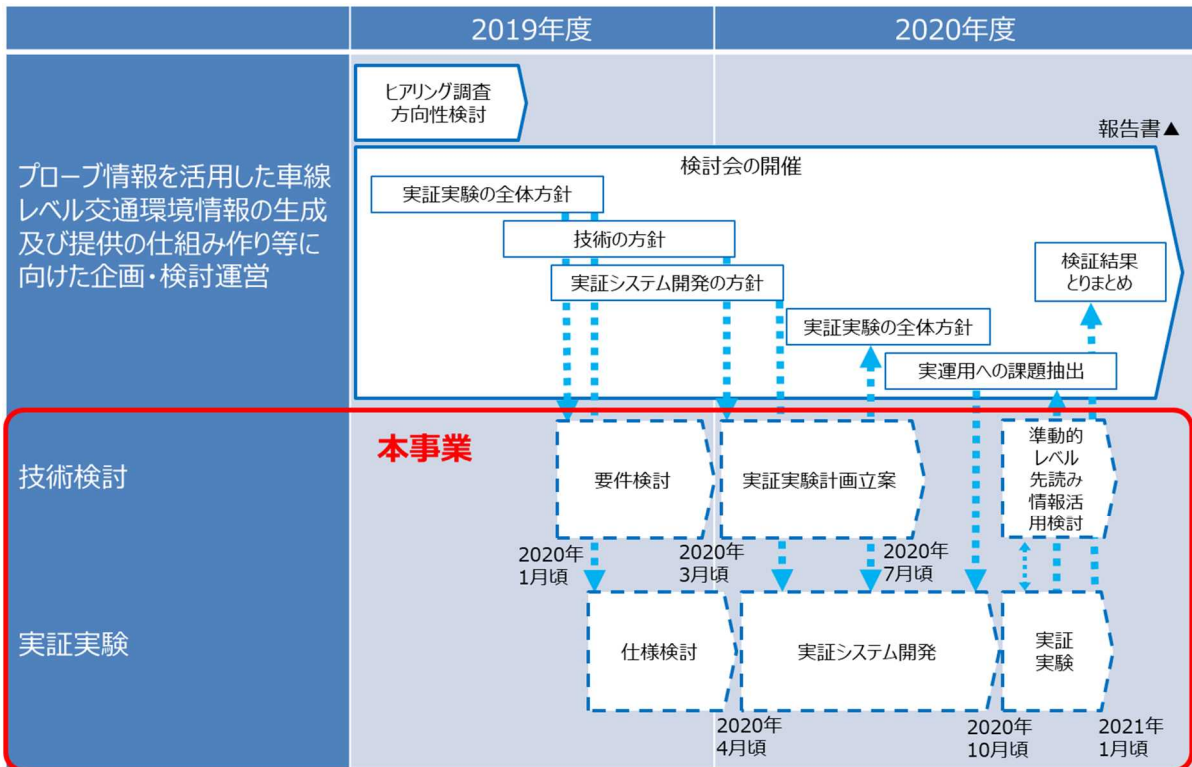 2019年度
2020年度
ヒアリング調査
方向性検討
報告書▲
プローブ情報を活用した車線
レベル交通環境情報の生成
及び提供の仕組み作り等に
向けた企画・検討運営
検討会の開催
実証実験の全体方針
技術の方針
実証システム開発の方針
検証結果
とりまとめ
実証実験の全体方針
実運用への課題抽出
本事業
技術検討
要件検討
実証実験計画立案
準動的
レベル
先読み
情報活
用検討
2020年
1月頃
2020年
3月頃
2020年
7月頃
実証実験
仕様検討
実証システム開発
実証
実験
2020年
4月頃
2020年
10月頃
2021年
1月頃